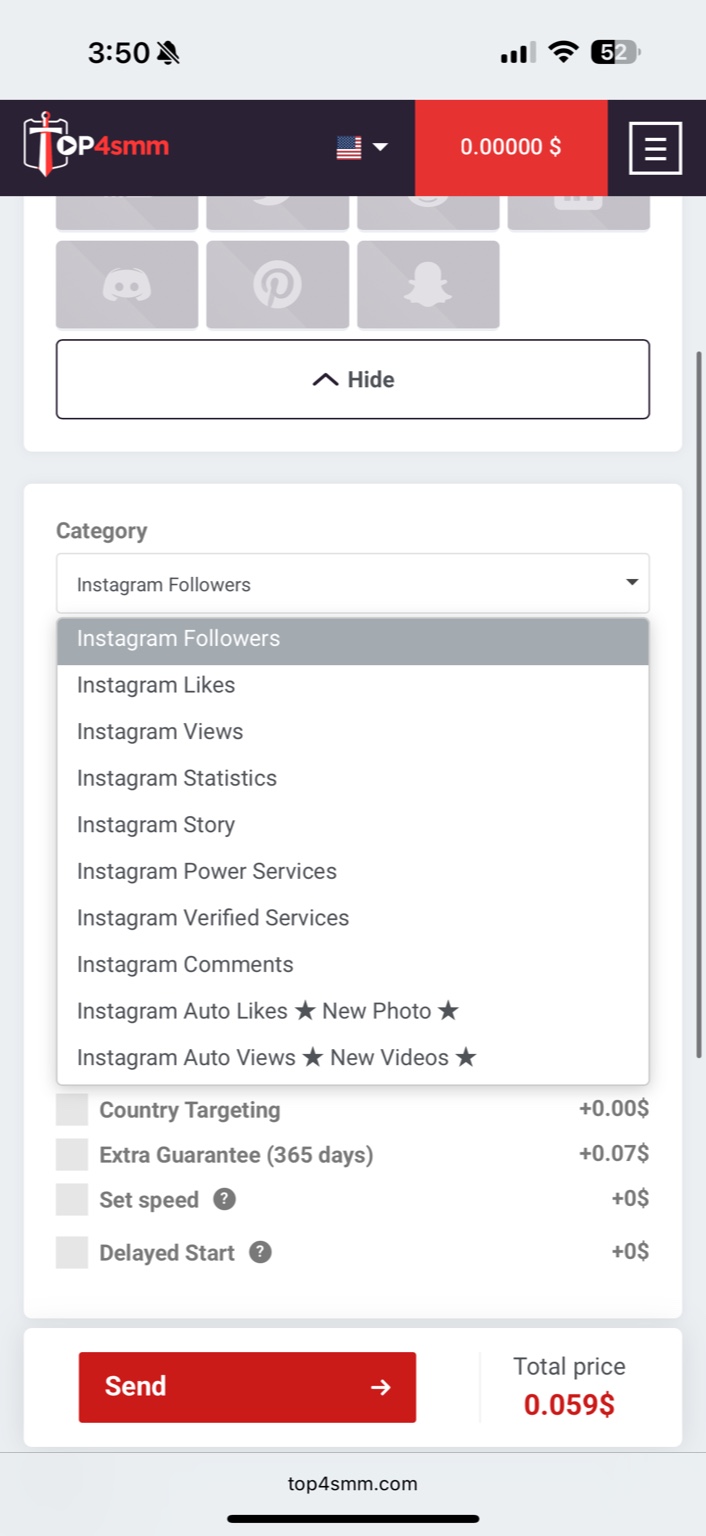 3:50
52
TOP4smm
0.00000 $
Hide
Category
Instagram Followers
Instagram Followers
Instagram Likes
Instagram Views
Instagram Statistics
Instagram Story
Instagram Power Services
Instagram Verified Services
Instagram Comments
Instagram Auto Likes ★ New Photo ★
Instagram Auto Views ★ New Videos ★
Country Targeting +0.00$
Extra Guarantee (365 days) +0.07$
Set speed ? +0$
Delayed Start ? +0$
Send →
Total price
0.059$
top4smm.com